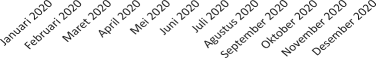 Januari 2020
Februari 2020
Maret 2020
April 2020
Mei 2020
Juni 2020
Juli 2020
Agustus 2020
September 2020
Oktober 2020
November 2020
Desember 2020